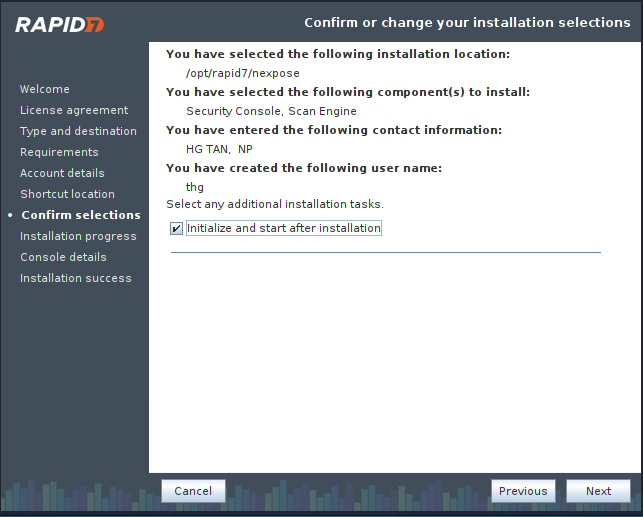 RAPID7
Confirm or change your installation selections
Welcome
License agreement
Type and destination
Requirements
Account details
Shortcut location
• Confirm selections
Installation progress
Console details
Installation success
You have selected the following installation location:
/opt/rapid7/nexpose
You have selected the following component(s) to install:
Security Console, Scan Engine
You have entered the following contact information:
HG TAN,  NP
You have created the following user name:
thg
Select any additional installation tasks.
Initialize and start after installation
Cancel
Previous
Next